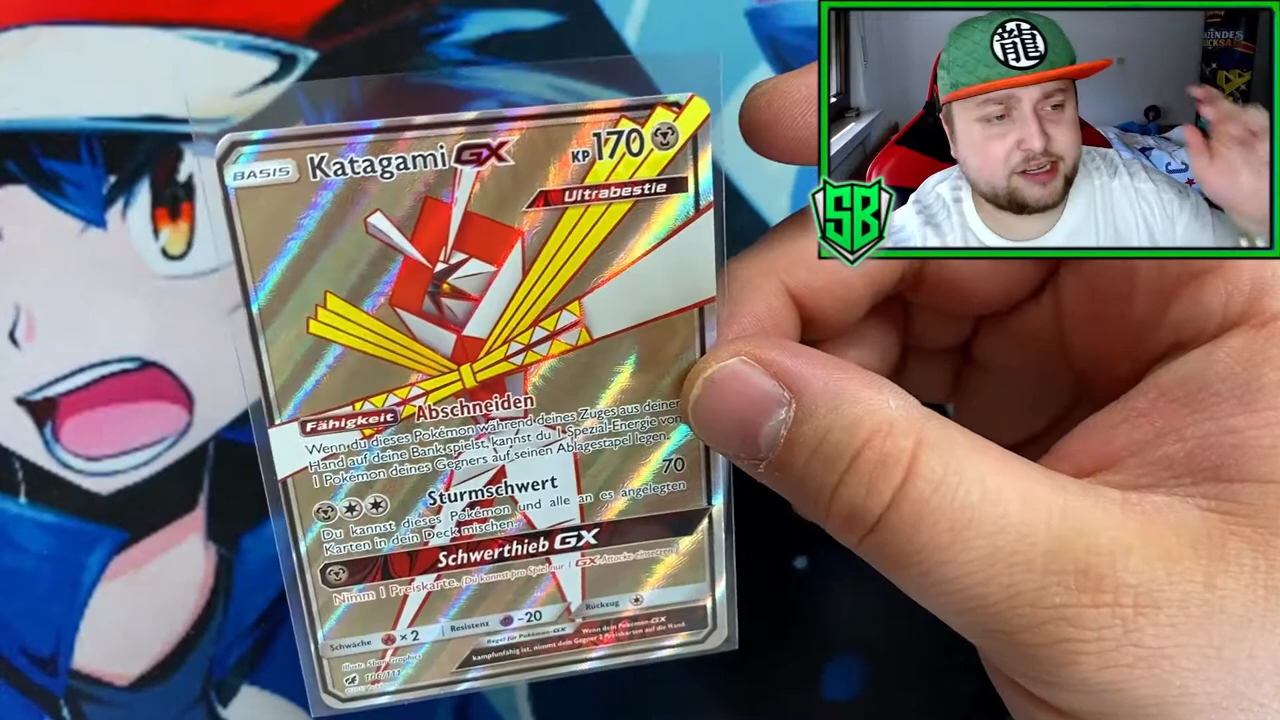 BASIS Katagami GX KP 170
Ultrabestie
Fähigkeit Abschneiden
Wenn du dieses Pokémon während deines Zuges aus deiner
Hand auf deine Bank spielst, kannst du 1 Spezial-Energie von
1 Pokémon deines Gegners auf seinen Ablagestapel legen.
Sturmschwert 70
Du kannst dieses Pokémon und alle an es angelegten
Karten in dein Deck mischen.
Schwerthieb GX
Nimm 1 Preiskarte. (Du kannst pro Spiel nur 1 GX-Attacke einsetzen.)
Schwäche ×2 Resistenz -20 Rückzug
Regel für Pokémon-GX Wenn dein Pokémon-GX
kampfunfähig ist, nimmt dein Gegner 2 Preiskarten auf die Hand.
Illustr. 5ban Graphics
106/111
龍
SB